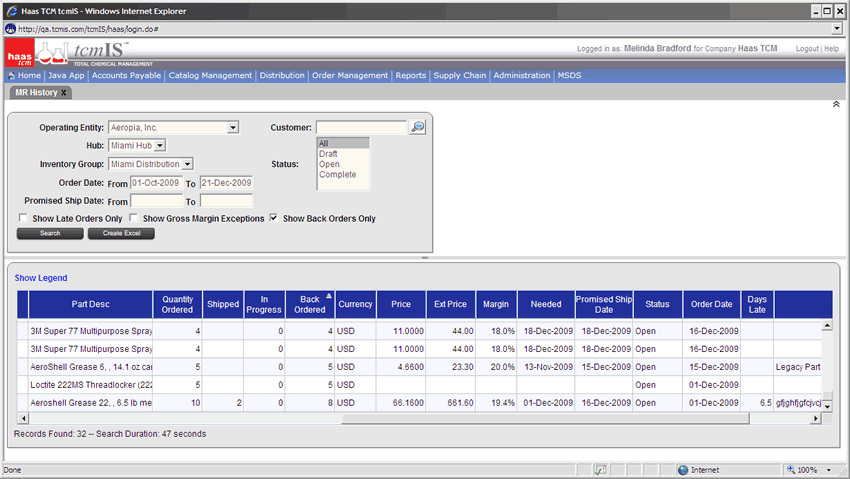 Haas TCM tcmIS - Windows Internet Explorer
http://qa.tcmis.com/tcmIS/haas/login.do#
haas tcm tcmIS™ TOTAL CHEMICAL MANAGEMENT
Logged in as: Melinda Bradford for Company Haas TCM Logout | Help
Home | Java App | Accounts Payable | Catalog Management | Distribution | Order Management | Reports | Supply Chain | Administration | MSDS
MR History x
Operating Entity: Aeropia, Inc. Customer:
Hub: Miami Hub All
Draft
Inventory Group: Miami Distribution Status: Open
Complete
Order Date: From 01-Oct-2009 To 21-Dec-2009
Promised Ship Date: From To
Show Late Orders Only Show Gross Margin Exceptions Show Back Orders Only
Search Create Excel
Show Legend
Part Desc Quantity Ordered Shipped In Progress Back Ordered Currency Price Ext Price Margin Needed Promised Ship Date Status Order Date Days Late
3M Super 77 Multipurpose Spray 4 0 4 USD 11.0000 44.00 18.0% 18-Dec-2009 18-Dec-2009 Open 16-Dec-2009
3M Super 77 Multipurpose Spray 4 0 4 USD 11.0000 44.00 18.0% 18-Dec-2009 18-Dec-2009 Open 16-Dec-2009
AeroShell Grease 6, , 14.1 oz car 5 0 5 USD 4.6600 23.30 20.0% 13-Nov-2009 15-Dec-2009 Open 15-Dec-2009 Legacy Part
Loctite 222MS Threadlocker (222 5 0 5 USD Open 01-Dec-2009
Aeroshell Grease 22, , 6.5 lb me 10 2 0 8 USD 66.1600 661.60 19.4% 01-Dec-2009 16-Dec-2009 Open 01-Dec-2009 6.5
Records Found: 32 -- Search Duration: 47 seconds
Done Internet 100%